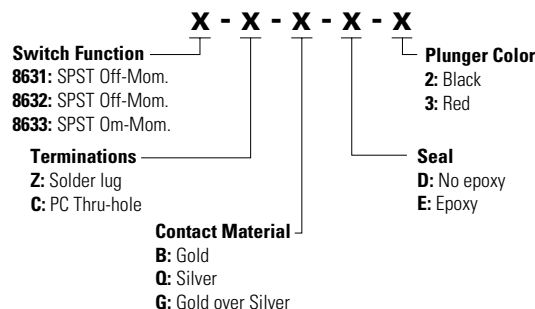 X - X - X - X - X
Switch Function
8631: SPST Off-Mom.
8632: SPST Off-Mom.
8633: SPST Om-Mom.
Plunger Color
2: Black
3: Red
Terminations
Z: Solder lug
C: PC Thru-hole
Seal
D: No epoxy
E: Epoxy
Contact Material
B: Gold
Q: Silver
G: Gold over Silver